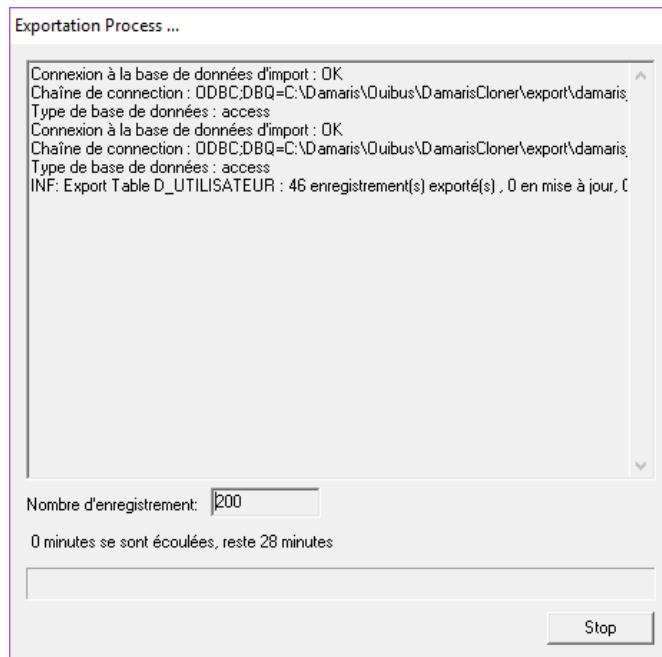 Exportation Process ...
Connexion à la base de données d'import : OK
Chaîne de connection : ODBC;DBQ=C:\Damaris\Ouibus\DamarisCloner\export\damaris_
Type de base de données : access
Connexion à la base de données d'import : OK
Chaîne de connection : ODBC;DBQ=C:\Damaris\Ouibus\DamarisCloner\export\damaris_
Type de base de données : access
INF: Export Table D_UTILISATEUR : 46 enregistrement(s) exporté(s) , 0 en mise à jour, 0
Nombre d'enregistrement: 200
0 minutes se sont écoulées, reste 28 minutes
Stop